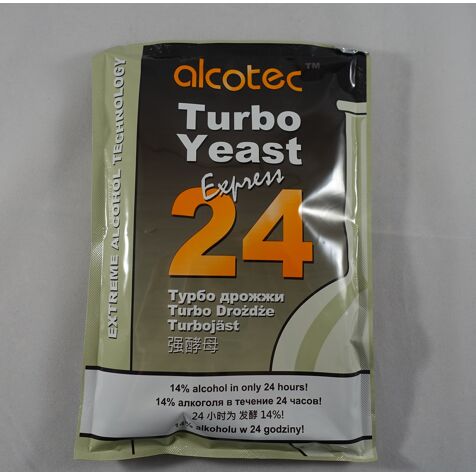 alcotec™
Turbo
Yeast
Express
24
Турбо дрожжи
Turbo Drożdże
Turbojäst
强酵母
EXTREME ALCOHOL TECHNOLOGY
14% alcohol in only 24 hours!
14% алкоголя в течение 24 часов!
24 小时为 发酵 14%!
14% alkoholu w 24 godziny!